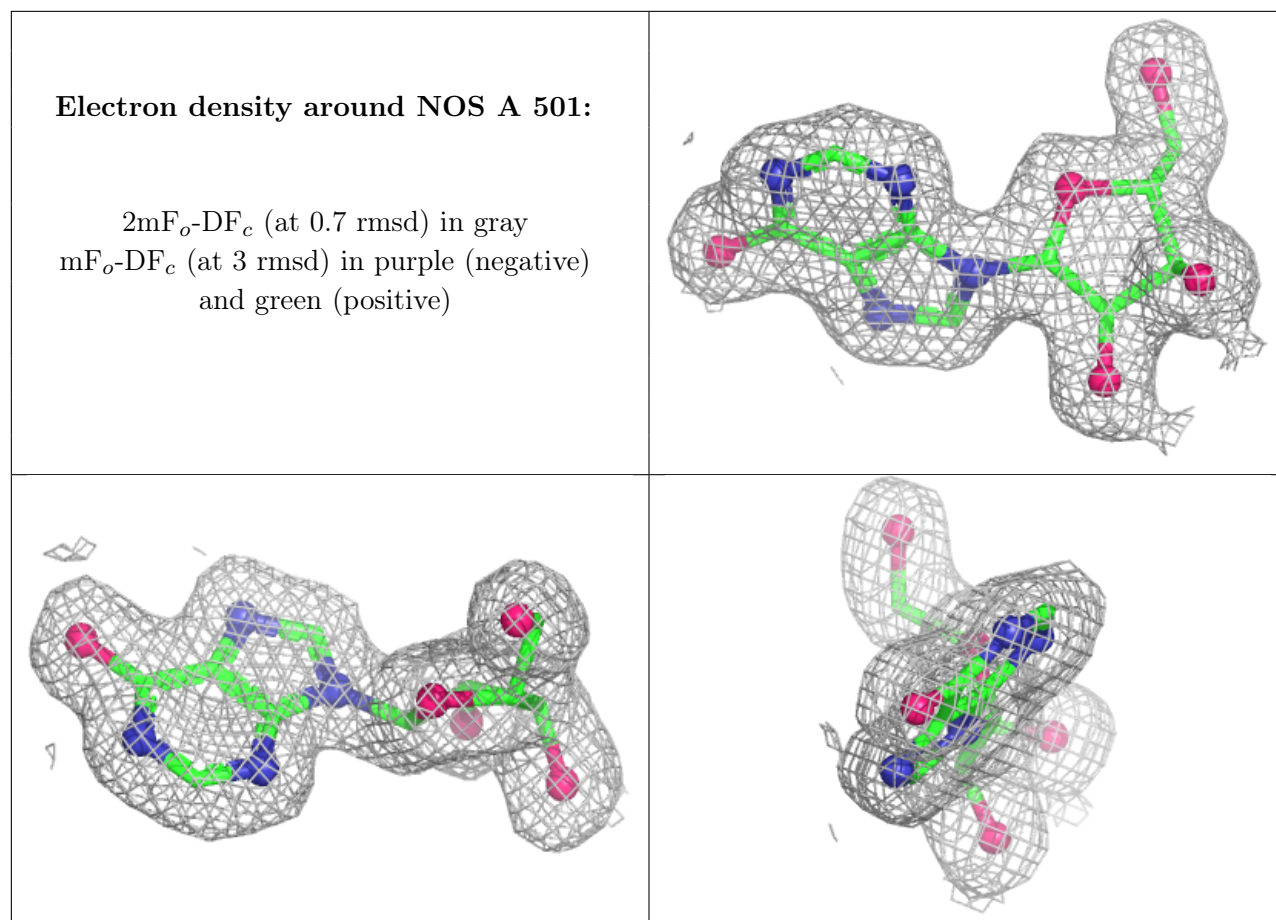 Electron density around NOS A 501:
2mFo-DFc (at 0.7 rmsd) in gray
mFo-DFc (at 3 rmsd) in purple (negative)
and green (positive)